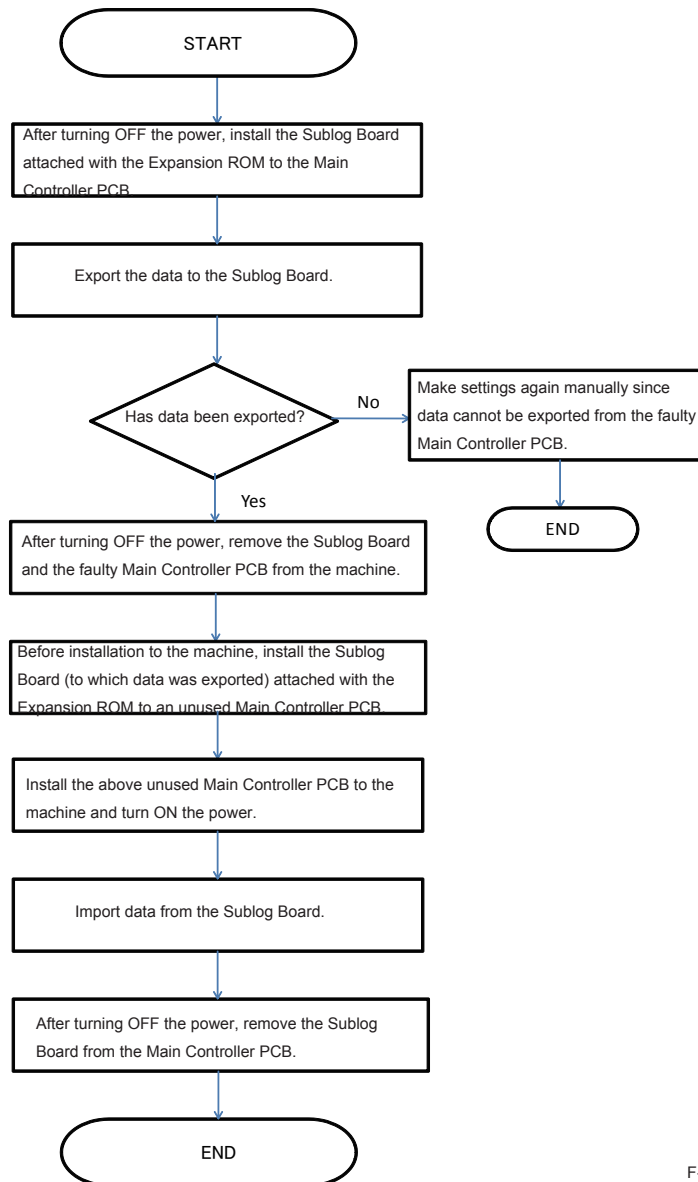 START
After turning OFF the power, install the Sublog Board
attached with the Expansion ROM to the Main
Controller PCB.
Export the data to the Sublog Board.
Has data been exported?
No
Make settings again manually since
data cannot be exported from the faulty
Main Controller PCB.
END
Yes
After turning OFF the power, remove the Sublog Board
and the faulty Main Controller PCB from the machine.
Before installation to the machine, install the Sublog
Board (to which data was exported) attached with the
Expansion ROM to an unused Main Controller PCB.
Install the above unused Main Controller PCB to the
machine and turn ON the power.
Import data from the Sublog Board.
After turning OFF the power, remove the Sublog
Board from the Main Controller PCB.
END